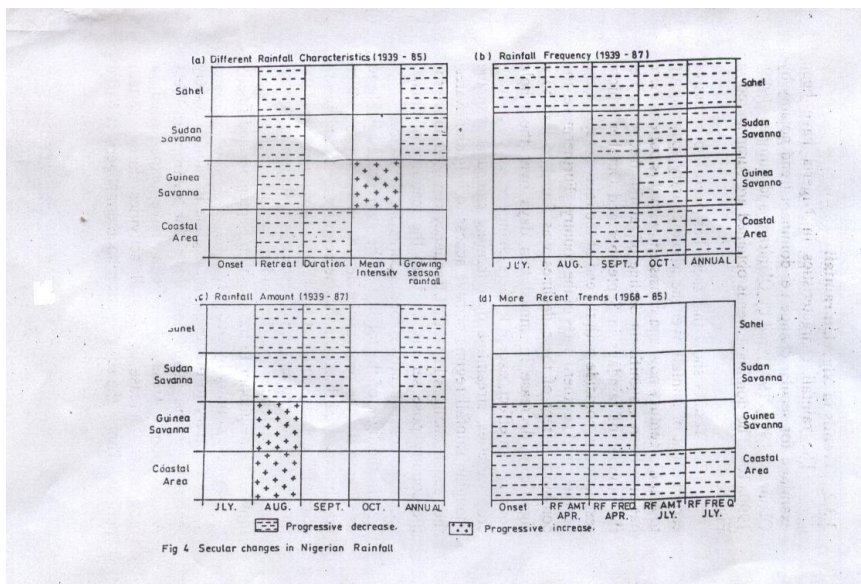 (a) Different Rainfall Characteristics (1939 - 85)
Sahel
Sudan
Savanna
Guinea
Savanna
Coastal
Area
Onset Retreat Duration Mean Intensity Growing season rainfall
(b) Rainfall Frequency (1939 - 87)
Sahel
Sudan
Savanna
Guinea
Savanna
Coastal
Area
JLY. AUG. SEPT. OCT. ANNUAL
c) Rainfall Amount (1939 - 87)
Sudan
Savanna
Guinea
Savanna
Coastal
Area
JLY. AUG. SEPT. OCT. ANNUAL
(d) More Recent Trends (1968 - 85)
Sahel
Sudan
Savanna
Guinea
Savanna
Coastal
Area
Onset RF AMT APR. RF FREQ APR. RF AMT JLY. RF FREQ JLY.
Progressive decrease. Progressive increase.
Fig 4 Secular changes in Nigerian Rainfall